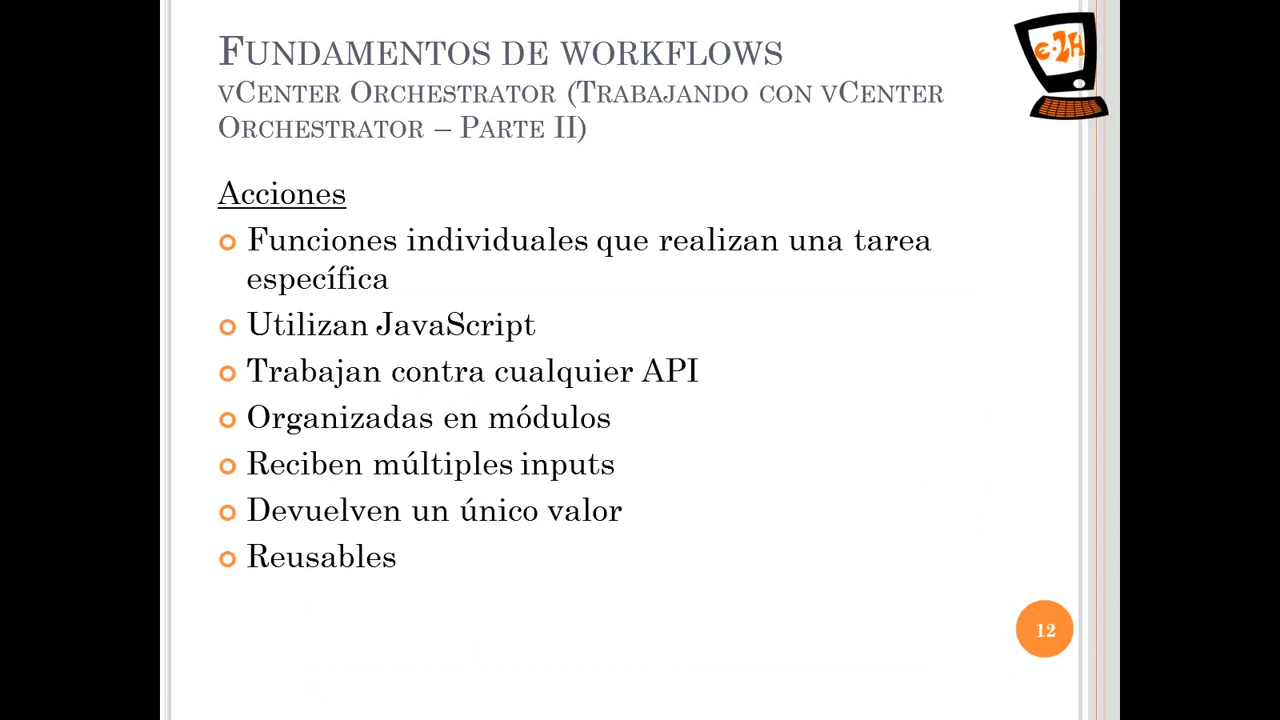 FUNDAMENTOS DE WORKFLOWS
VCENTER ORCHESTRATOR (TRABAJANDO CON VCENTER
ORCHESTRATOR – PARTE II)
e-2H
Acciones
Funciones individuales que realizan una tarea
específica
Utilizan JavaScript
Trabajan contra cualquier API
Organizadas en módulos
Reciben múltiples inputs
Devuelven un único valor
Reusables
12